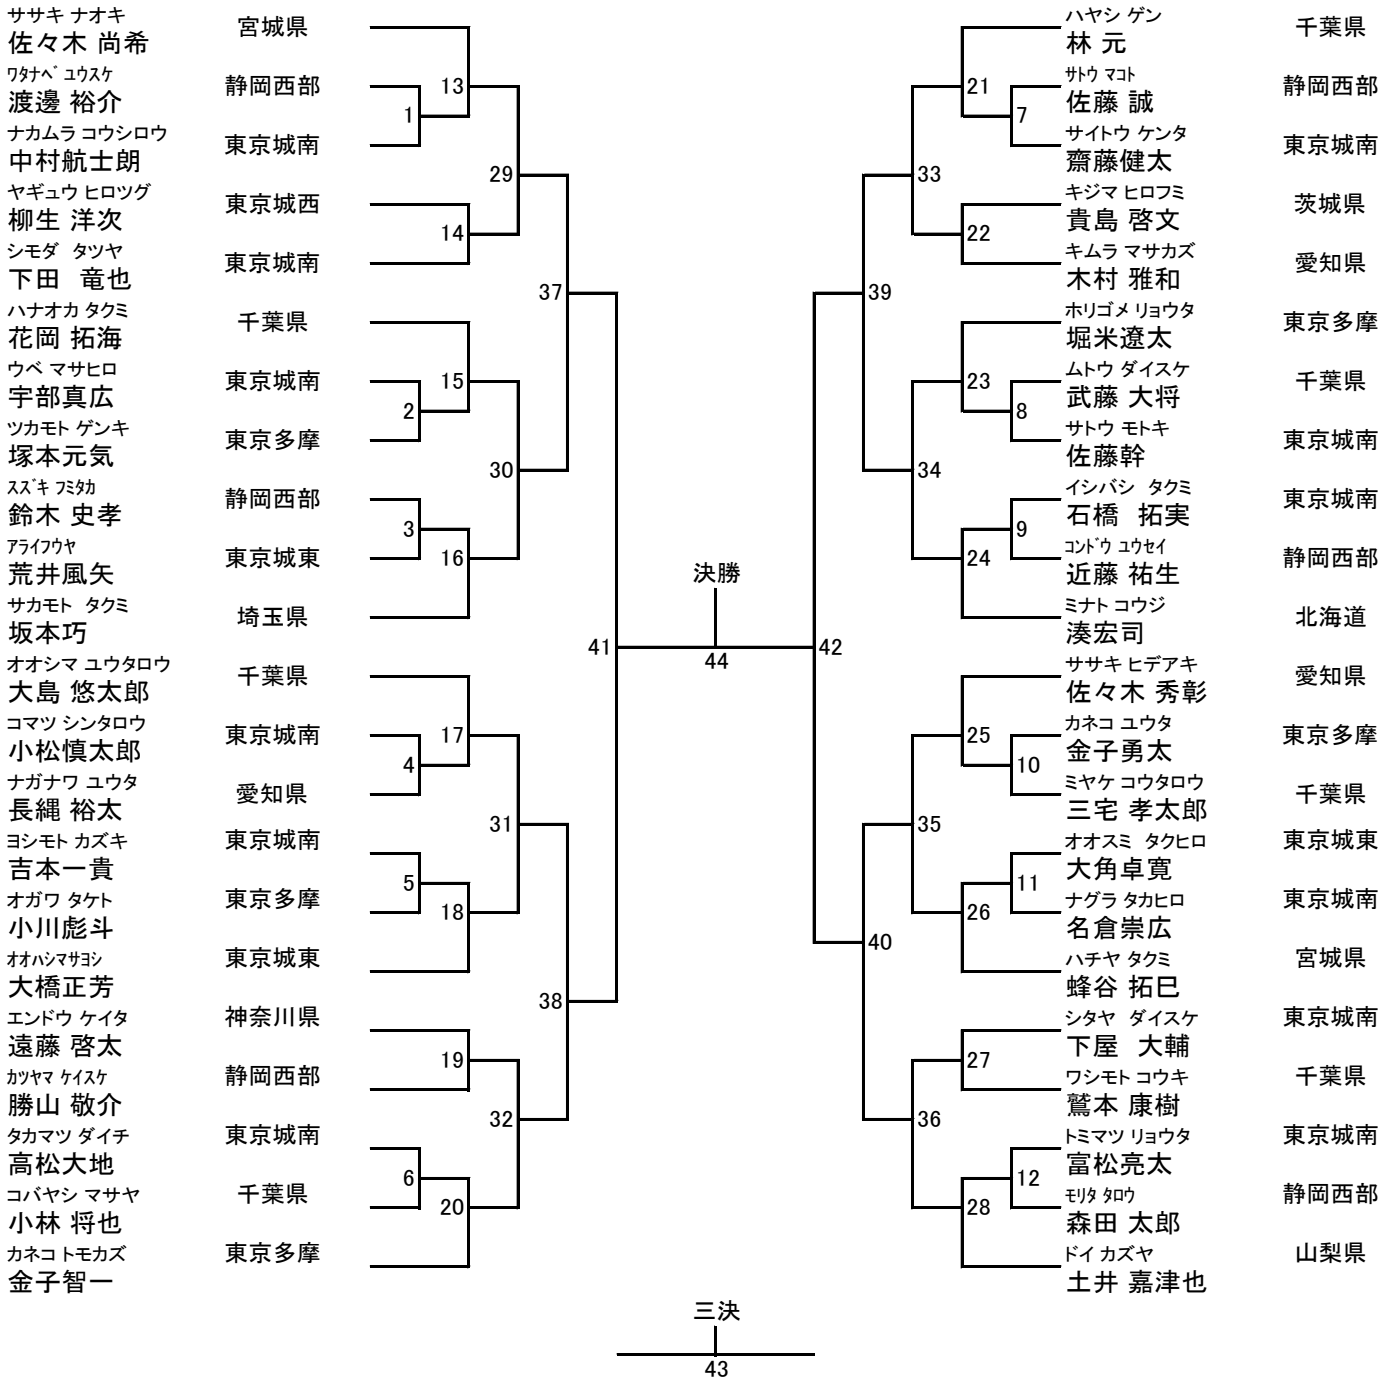 ササキ ナオキ
佐々木 尚希
宮城県
ワタナベ ユウスケ
渡邊 裕介
静岡西部
ナカムラ コウシロウ
中村航士朗
東京城南
ヤギュウ ヒロツグ
柳生 洋次
東京城西
シモダ タツヤ
下田 竜也
東京城南
ハナオカ タクミ
花岡 拓海
千葉県
ウベ マサヒロ
宇部真広
東京城南
ツカモト ゲンキ
塚本元気
東京多摩
スズキ フミタカ
鈴木 史孝
静岡西部
アライフウヤ
荒井風矢
東京城東
サカモト タクミ
坂本巧
埼玉県
オオシマ ユウタロウ
大島 悠太郎
千葉県
コマツ シンタロウ
小松慎太郎
東京城南
ナガナワ ユウタ
長縄 裕太
愛知県
ヨシモト カズキ
吉本一貴
東京城南
オガワ タケト
小川彪斗
東京多摩
オオハシマサヨシ
大橋正芳
東京城東
エンドウ ケイタ
遠藤 啓太
神奈川県
カツヤマ ケイスケ
勝山 敬介
静岡西部
タカマツ ダイチ
高松大地
東京城南
コバヤシ マサヤ
小林 将也
千葉県
カネコ トモカズ
金子智一
東京多摩
1
2
3
4
5
6
13
14
15
16
17
18
19
20
29
30
31
32
37
38
41
決勝
44
三決
43
42
39
40
33
34
35
36
21
22
23
24
25
26
27
28
7
8
9
10
11
12
ハヤシ ゲン
林 元
千葉県
サトウ マコト
佐藤 誠
静岡西部
サイトウ ケンタ
齋藤健太
東京城南
キジマ ヒロフミ
貴島 啓文
茨城県
キムラ マサカズ
木村 雅和
愛知県
ホリゴメ リョウタ
堀米遼太
東京多摩
ムトウ ダイスケ
武藤 大将
千葉県
サトウ モトキ
佐藤幹
東京城南
イシバシ タクミ
石橋 拓実
東京城南
コンドウ ユウセイ
近藤 祐生
静岡西部
ミナト コウジ
湊宏司
北海道
ササキ ヒデアキ
佐々木 秀彰
愛知県
カネコ ユウタ
金子勇太
東京多摩
ミヤケ コウタロウ
三宅 孝太郎
千葉県
オオスミ タクヒロ
大角卓寛
東京城東
ナグラ タカヒロ
名倉崇広
東京城南
ハチヤ タクミ
蜂谷 拓巳
宮城県
シタヤ ダイスケ
下屋 大輔
東京城南
ワシモト コウキ
鷲本 康樹
千葉県
トミマツ リョウタ
富松亮太
東京城南
モリタ タロウ
森田 太郎
静岡西部
ドイ カズヤ
土井 嘉津也
山梨県